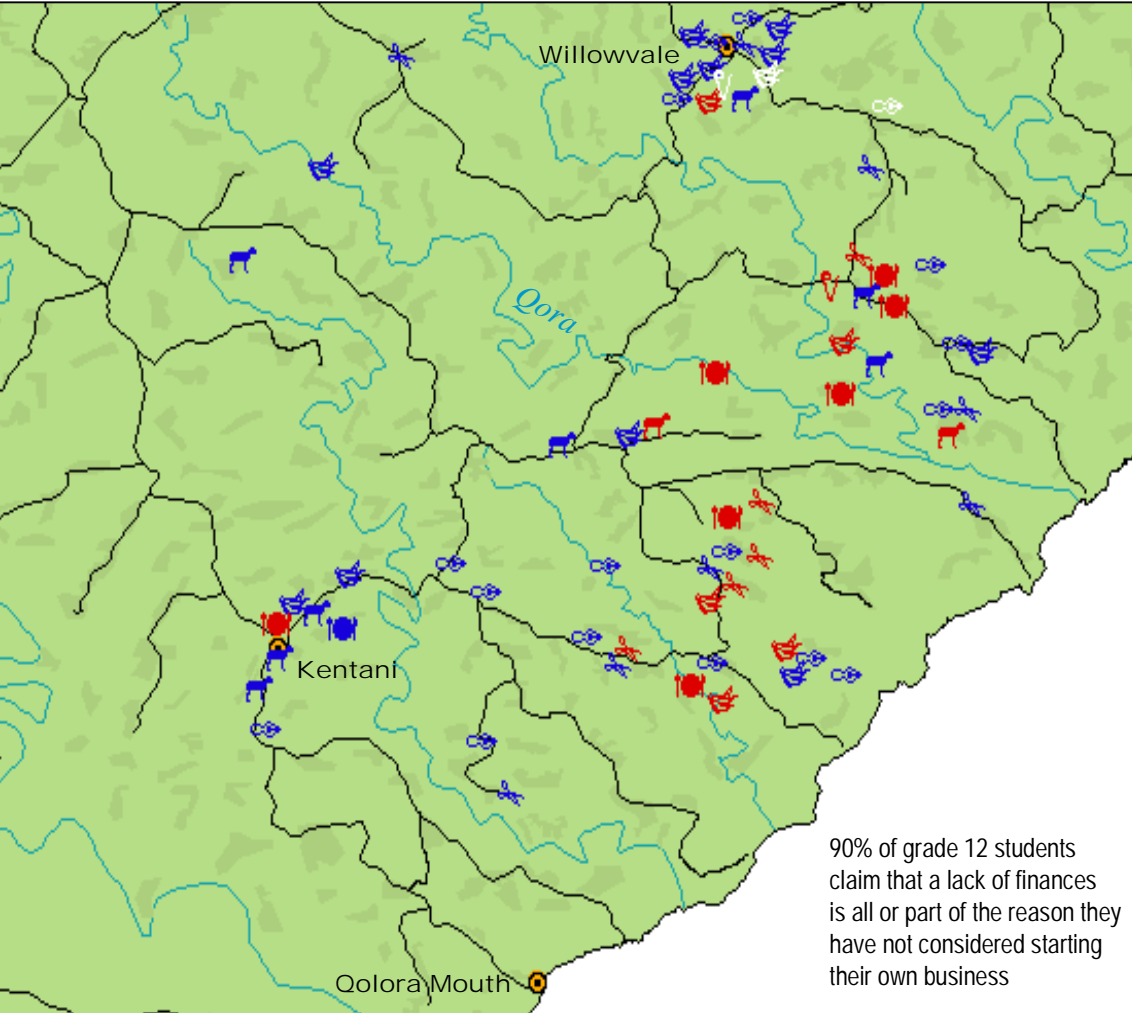 Willowvale
Qora
Kentani
Qolora Mouth
90% of grade 12 students
claim that a lack of finances
is all or part of the reason they
have not considered starting
their own business